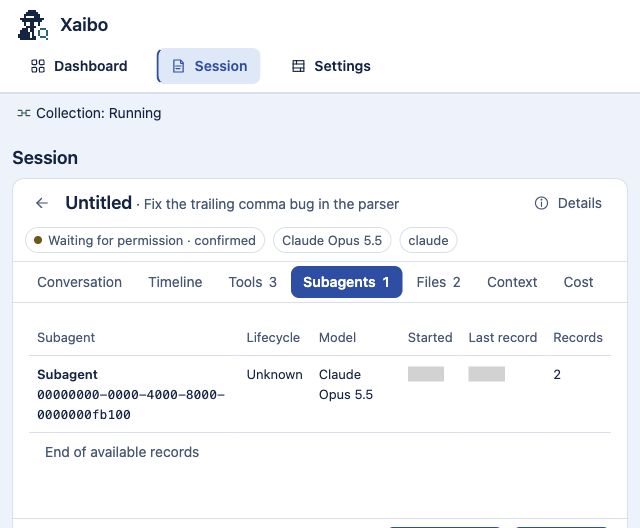 Xaibo
Dashboard
Session
Settings
Collection: Running
Session
← Untitled · Fix the trailing comma bug in the parser
Details
Waiting for permission · confirmed
Claude Opus 5.5
claude
Conversation
Timeline
Tools 3
Subagents 1
Files 2
Context
Cost
Subagent Lifecycle Model Started Last record Records
Subagent Unknown Claude 2
00000000-0000-4000-8000- Opus 5.5
0000000fb100
End of available records